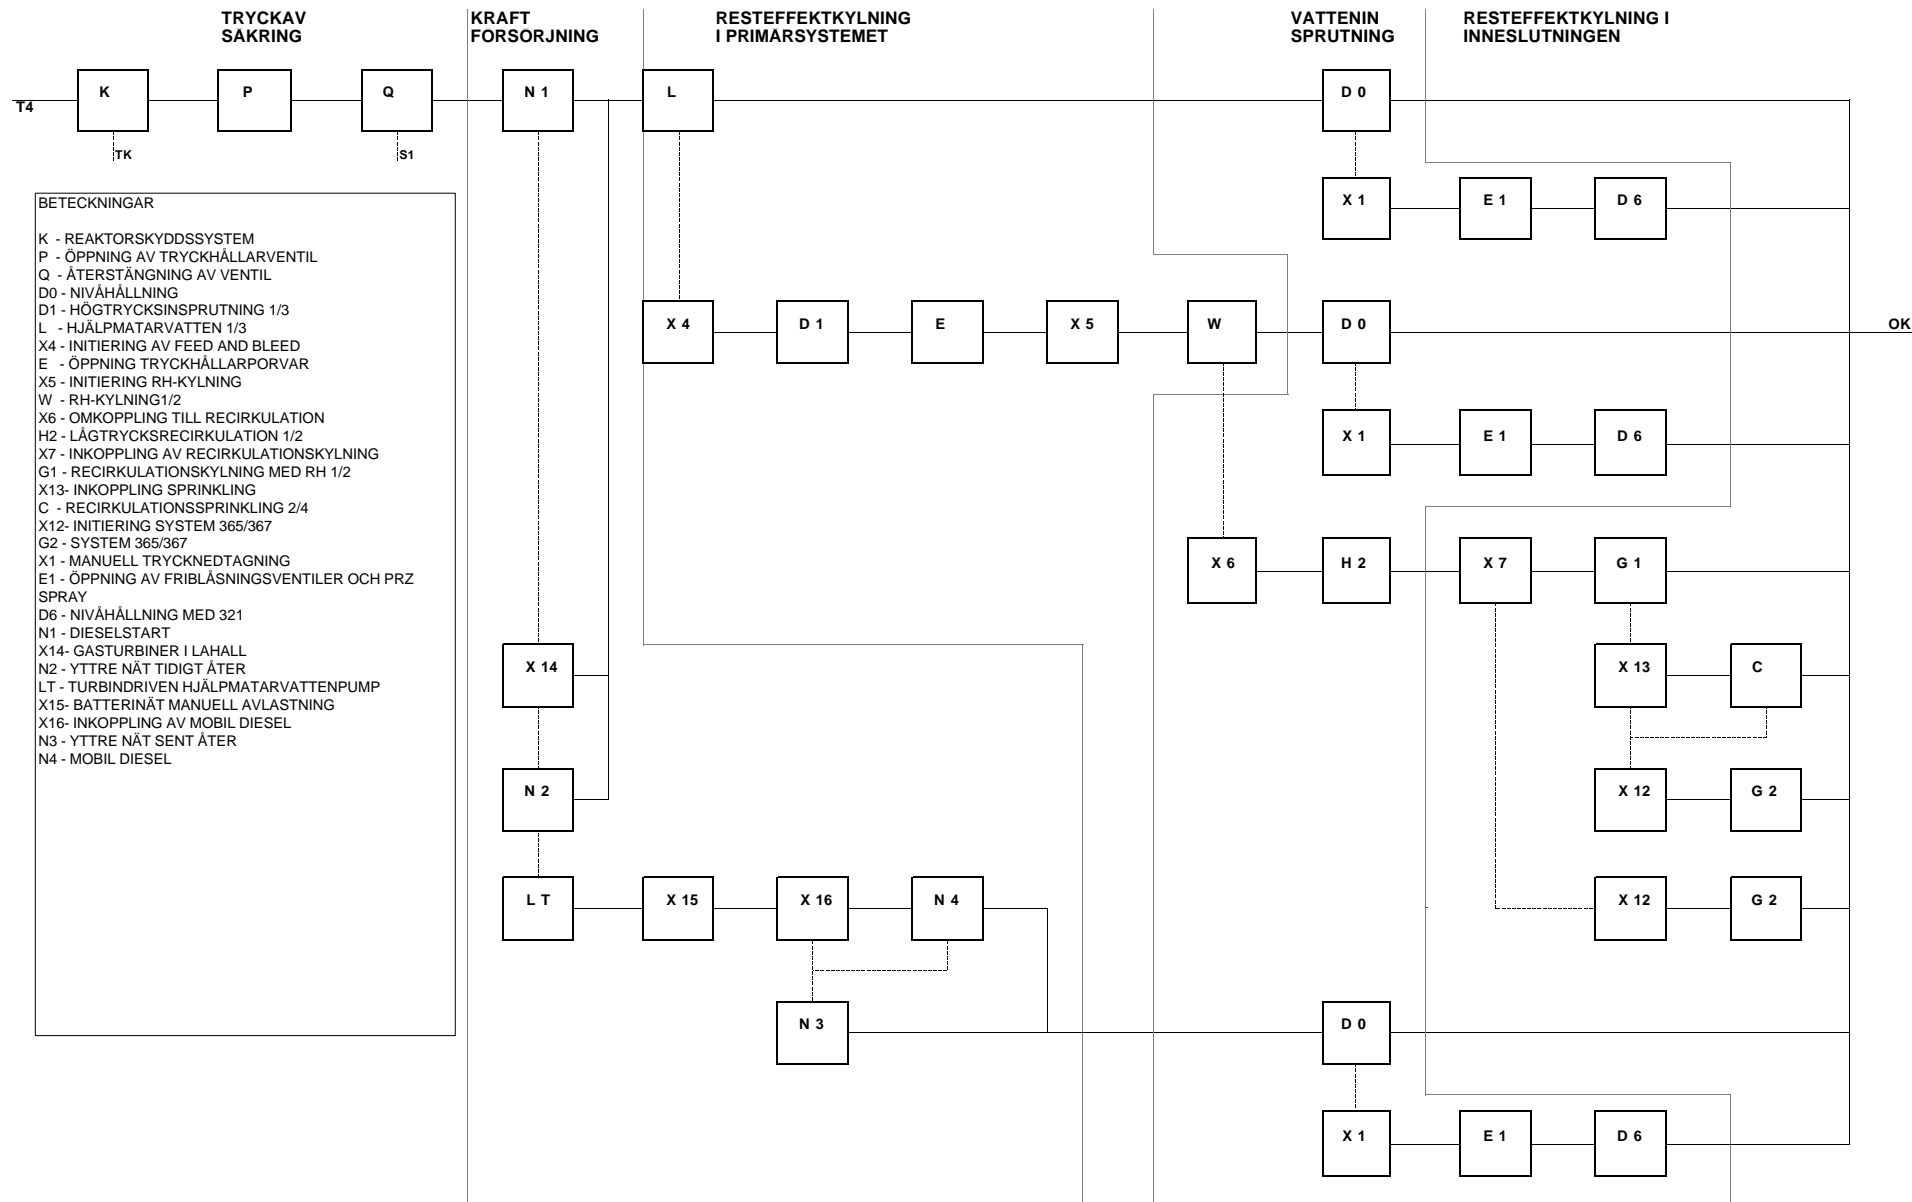 TRYCKAV
SÄKRING
KRAFT
FÖRSÖRJNING
RESTEFFEKTKYLNING
I PRIMÄRSYSTEMET
VATTENIN
SPRUTNING
RESTEFFEKTKYLNING I
INNESLUTNINGEN
T4
K
P
Q
N 1
L
D 0
TK
S1
X 1
E 1
D 6
BETECKNINGAR
K - REAKTORSKYDDSSYSTEM
P - ÖPPNING AV TRYCKHÅLLARVENTIL
Q - ÅTERSTÄNGNING AV VENTIL
D0 - NIVÅHÅLLNING
D1 - HÖGTRYCKSINSPRUTNING 1/3
L - HJÄLPMATARVATTEN 1/3
X4 - INITIERING AV FEED AND BLEED
E - ÖPPNING TRYCKHÅLLARPORVAR
X5 - INITIERING RH-KYLNING
W - RH-KYLNING1/2
X6 - OMKOPPLING TILL RECIRKULATION
H2 - LÅGTRYCKSRECIRKULATION 1/2
X7 - INKOPPLING AV RECIRKULATIONSKYLNING
G1 - RECIRKULATIONSKYLNING MED RH 1/2
X13- INKOPPLING SPRINKLING
C - RECIRKULATIONSSPRINKLING 2/4
X12- INITIERING SYSTEM 365/367
G2 - SYSTEM 365/367
X1 - MANUELL TRYCKNEDTAGNING
E1 - ÖPPNING AV FRIBLÅSNINGSVENTILER OCH PRZ
SPRAY
D6 - NIVÅHÅLLNING MED 321
N1 - DIESELSTART
X14- GASTURBINER I LAHALL
N2 - YTTRE NÄT TIDIGT ÅTER
LT - TURBINDRIVEN HJÄLPMATARVATTENPUMP
X15- BATTERINÄT MANUELL AVLASTNING
X16- INKOPPLING AV MOBIL DIESEL
N3 - YTTRE NÄT SENT ÅTER
N4 - MOBIL DIESEL
X 4
D 1
E
X 5
W
D 0
OK
X 1
E 1
D 6
X 6
H 2
X 7
G 1
X 14
X 13
C
N 2
X 12
G 2
L T
X 15
X 16
N 4
X 12
G 2
N 3
D 0
X 1
E 1
D 6